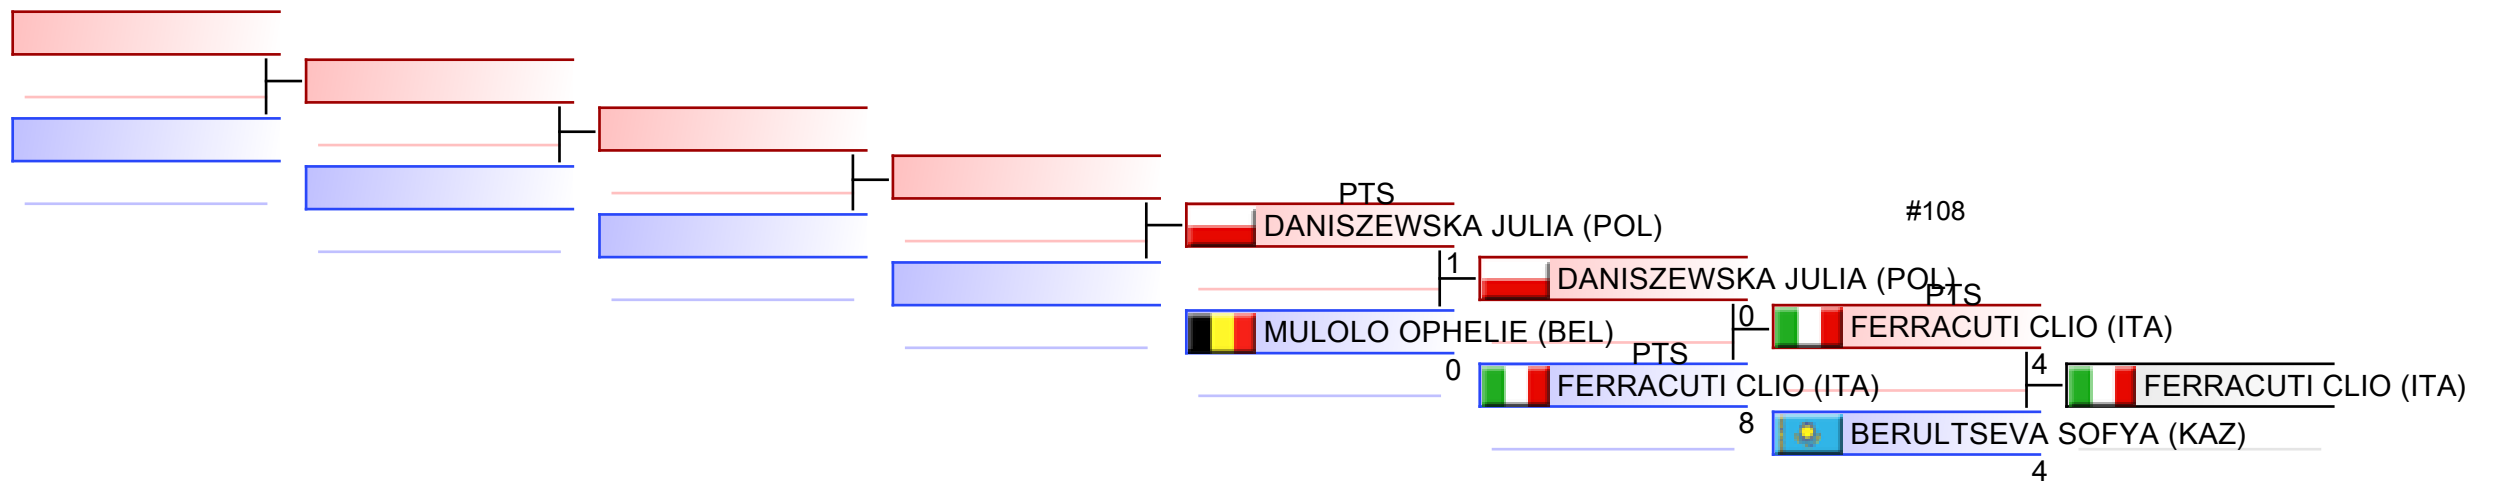 PTS
DANISZEWSKA JULIA (POL)
1
MULOLO OPHELIE (BEL)
0
DANISZEWSKA JULIA (POL)
0
PTS
FERRACUTI CLIO (ITA)
8
#108
PTS
FERRACUTI CLIO (ITA)
4
BERULTSEVA SOFYA (KAZ)
4
FERRACUTI CLIO (ITA)